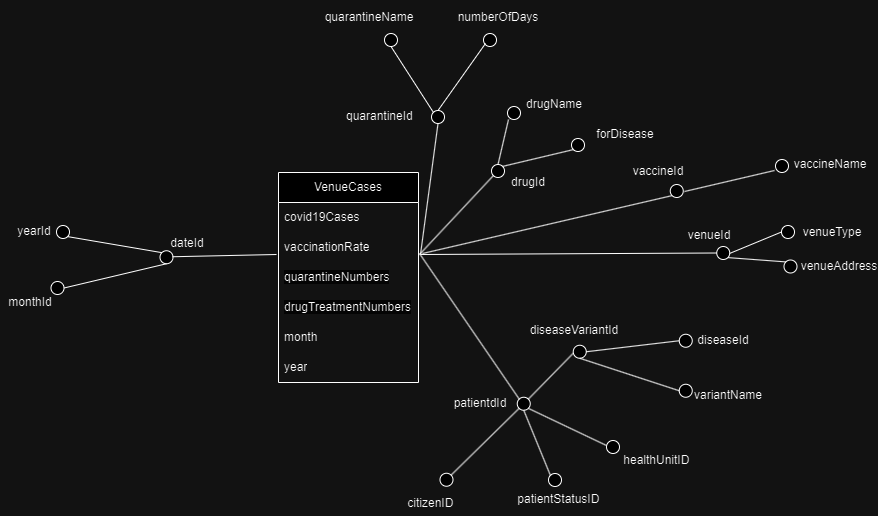 quarantineName
numberOfDays
quarantineId
drugName
forDisease
drugId
vaccineId
vaccineName
VenueCases
covid19Cases
vaccinationRate
quarantineNumbers
drugTreatmentNumbers
month
year
yearId
dateId
monthId
venueId
venueType
venueAddress
diseaseVariantId
diseaseId
variantName
patientdId
healthUnitID
citizenID
patientStatusID